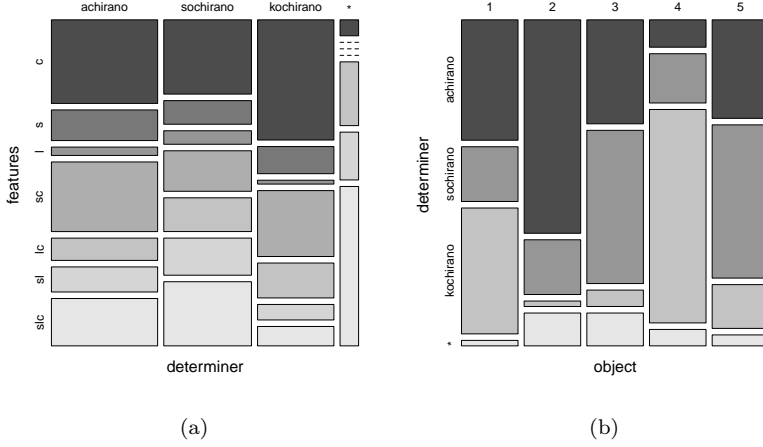 achirano sochirano kochirano *
c
s
l
sc
lc
sl
slc
features
determiner
(a)
1 2 3 4 5
achirano
sochirano
kochirano
*
determiner
object
(b)